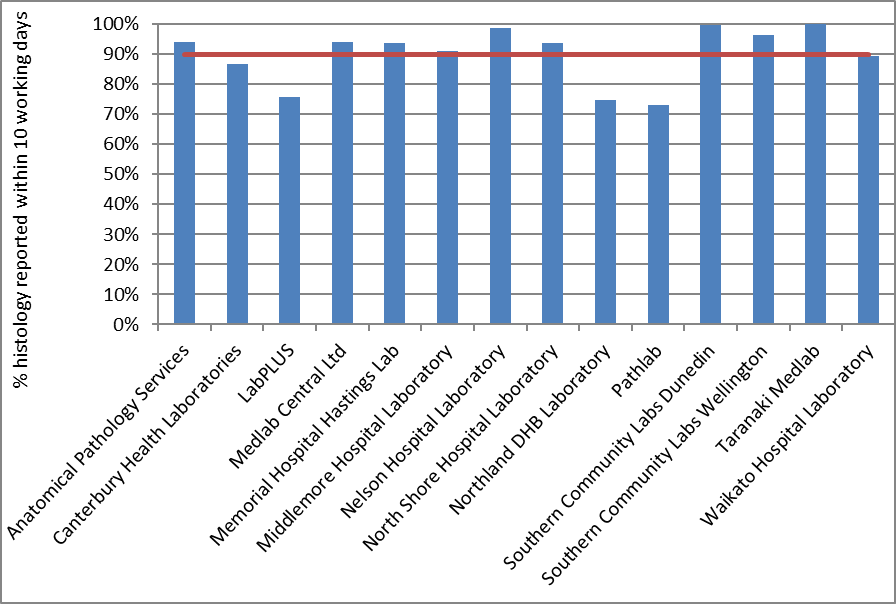 % histology reported within 10 working days
100%
90%
80%
70%
60%
50%
40%
30%
20%
10%
0%
Anatomical Pathology Services
Canterbury Health Laboratories
LabPLUS
Medlab Central Ltd
Memorial Hospital Hastings Lab
Middlemore Hospital Laboratory
Nelson Hospital Laboratory
North Shore Hospital Laboratory
Northland DHB Laboratory
Pathlab
Southern Community Labs Dunedin
Southern Community Labs Wellington
Taranaki Medlab
Waikato Hospital Laboratory